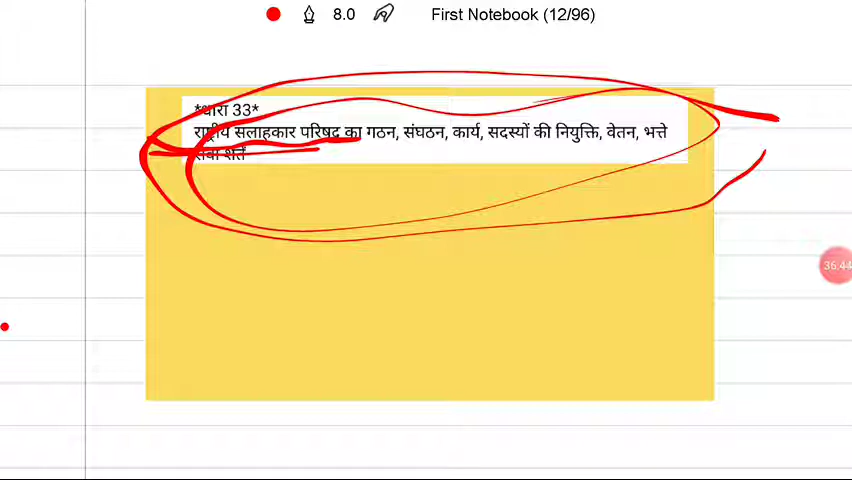 8.0 First Notebook (12/96)
*धारा 33*
राष्ट्रीय सलाहकार परिषद का गठन, संघठन, कार्य, सदस्यों की नियुक्ति, वेतन, भत्ते
सेवा शर्तें
36:44